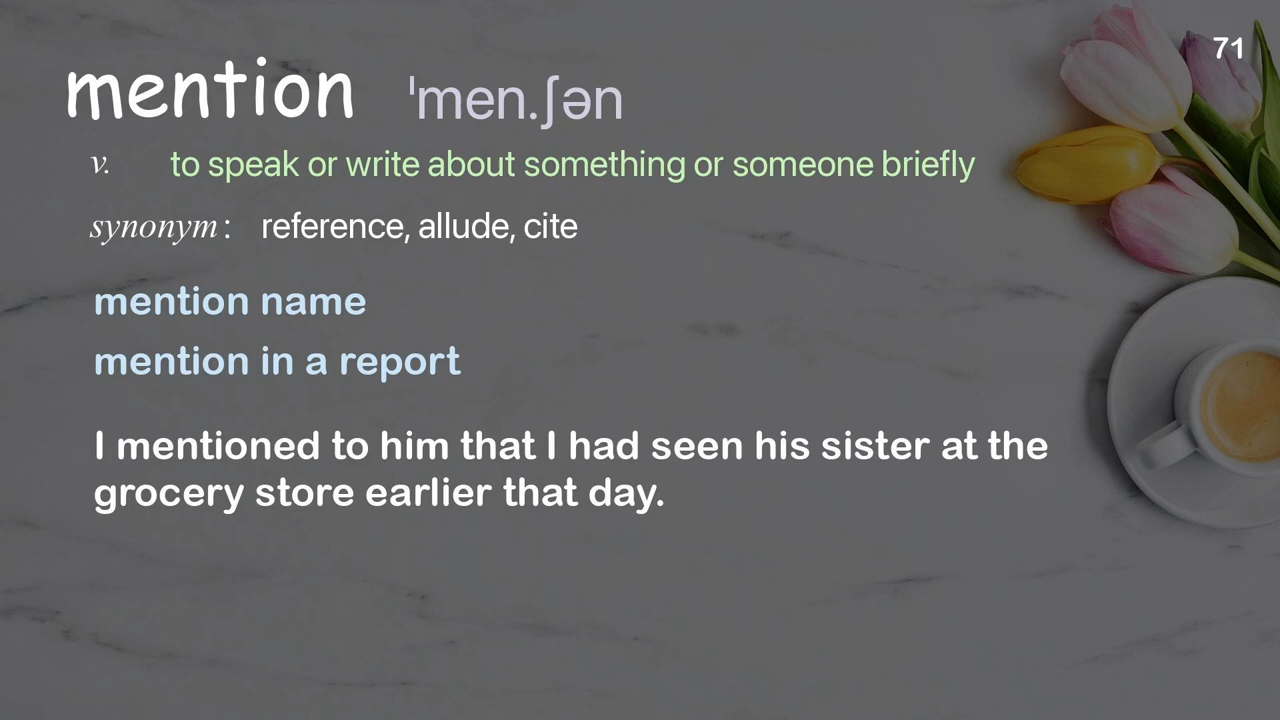 71
mention ˈmen.ʃən
v. to speak or write about something or someone briefly
synonym : reference, allude, cite
mention name
mention in a report
I mentioned to him that I had seen his sister at the
grocery store earlier that day.